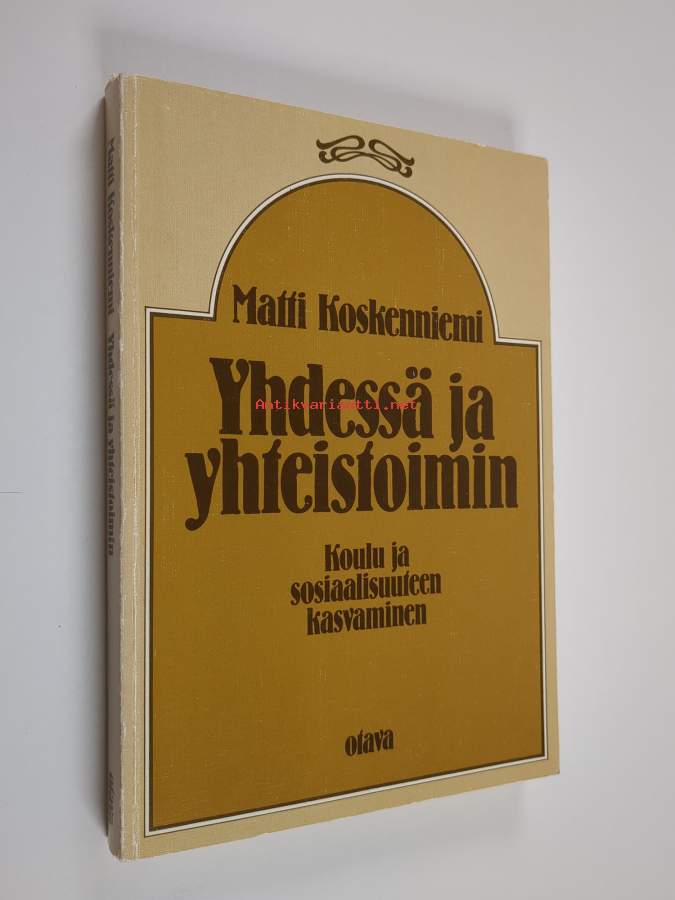 Matti Koskenniemi
Yhdessä ja
Antikvariaatti.net
yhteistoimin
Koulu ja
sosiaalisuuteen
kasvaminen
otava
Matti Koskenniemi Yhdessä ja yhteistoimin